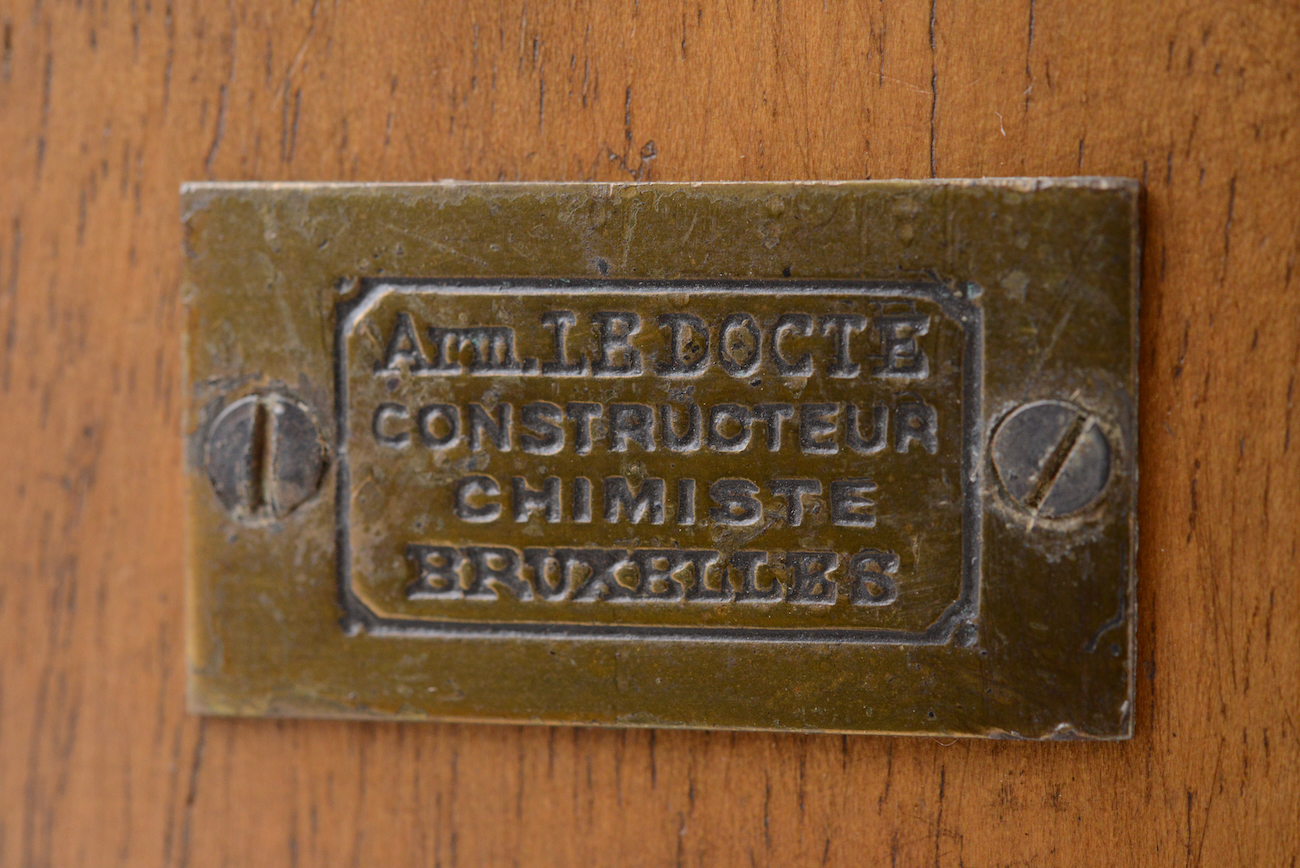 Arm. LE DOCTE
CONSTRUCTEUR
CHIMISTE
BRUXELLES